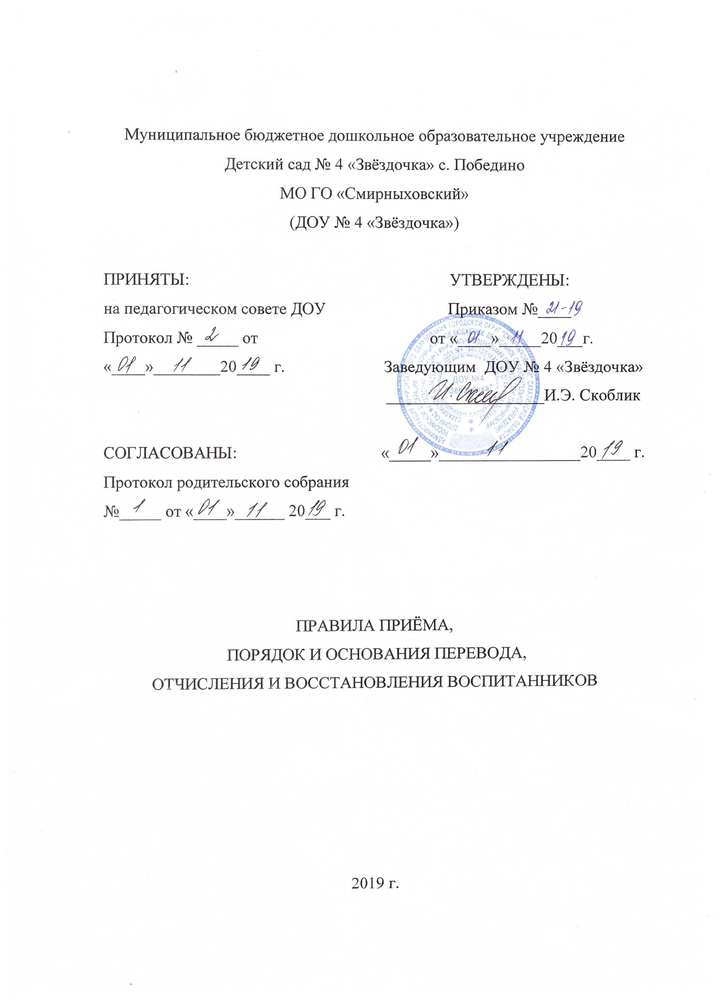 Муниципальное бюджетное дошкольное образовательное учреждение
Детский сад № 4 «Звёздочка» с. Победино
МО ГО «Смирныховский»
(ДОУ № 4 «Звёздочка»)
ПРИНЯТЫ:
на педагогическом совете ДОУ
Протокол № 2 от
«01» 11 2019 г.
УТВЕРЖДЕНЫ:
Приказом № 21-19
от «01» 11 2019 г.
Заведующим ДОУ № 4 «Звёздочка»
И.Э. Скоблик
«01» 11 2019 г.
ДОУ №4
"Звёздочка"
СОГЛАСОВАНЫ:
Протокол родительского собрания
№ 1 от «01» 11 2019 г.
ПРАВИЛА ПРИЁМА,
ПОРЯДОК И ОСНОВАНИЯ ПЕРЕВОДА,
ОТЧИСЛЕНИЯ И ВОССТАНОВЛЕНИЯ ВОСПИТАННИКОВ
2019 г.